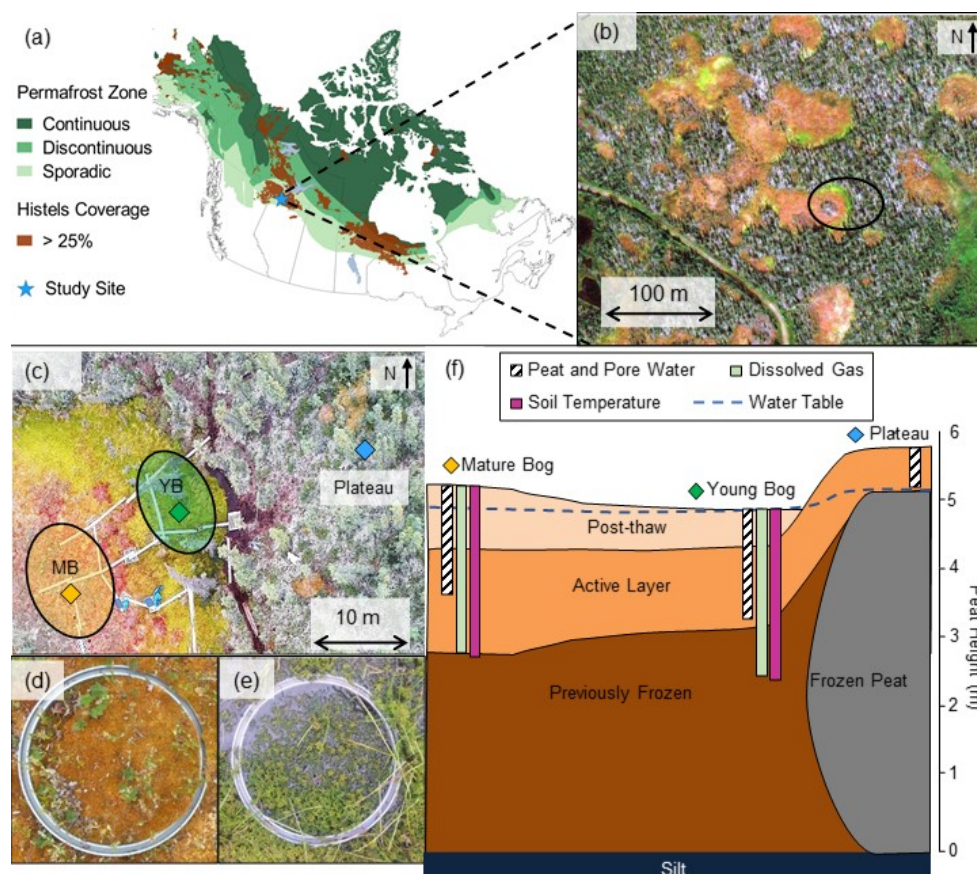 (a)
Permafrost Zone
Continuous
Discontinuous
Sporadic
Histels Coverage
> 25%
Study Site
(b)
N
100 m
(c)
N
YB
MB
Plateau
10 m
(d)
(e)
(f)
Peat and Pore Water
Dissolved Gas
Soil Temperature
Water Table
Mature Bog
Young Bog
Plateau
Post-thaw
Active Layer
Previously Frozen
Frozen Peat
Silt
6
5
4
3
2
1
0
Peat Height (m)